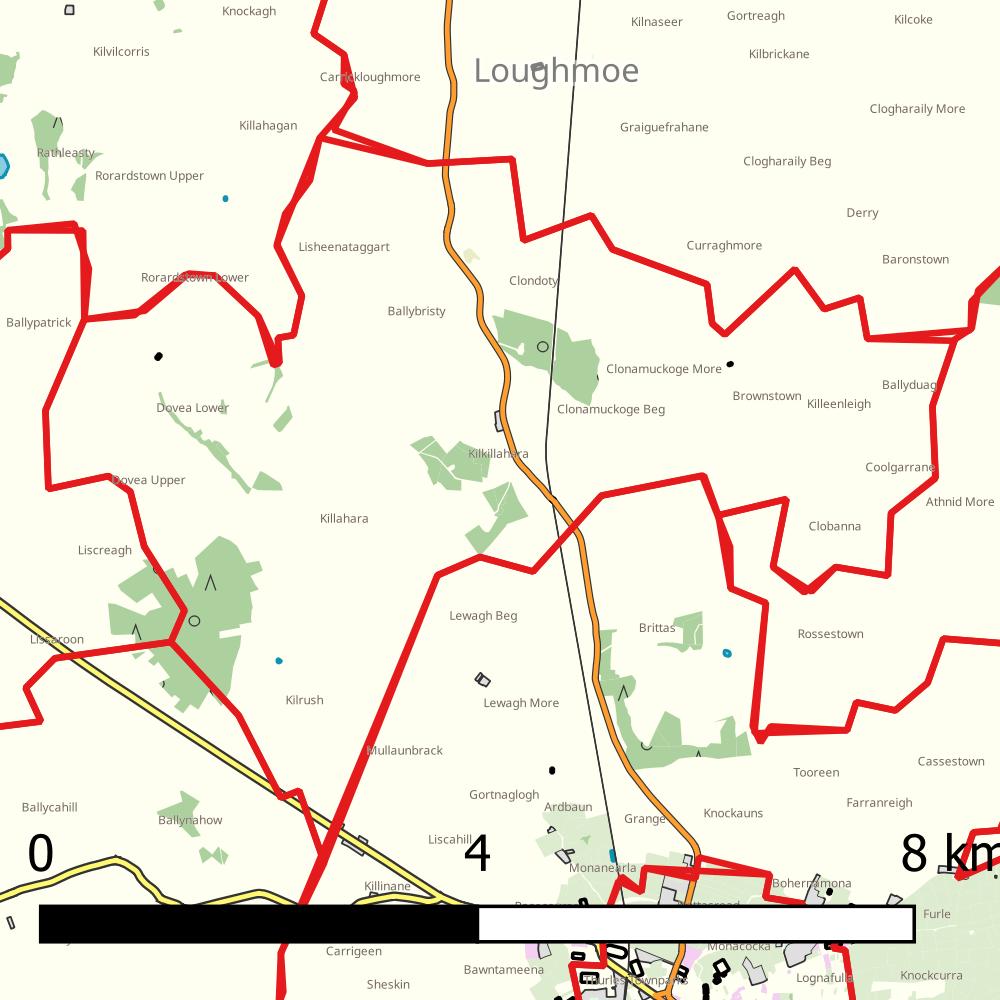 Knockagh
Kilnaseer
Gortreagh
Kilcoke
Kilvilcorris
Kilbrickane
Loughmoe
Carrickloughmore
CloghaRaily More
Killahagan
Graiguefrahane
Rathleasty
Clogharaily Beg
Rorardstown Upper
Derry
Lisheenataggart
Curraghmore
Baronstown
Rorardstown Lower
Clondoty
Ballybristy
Ballypatrick
Clonamuckoge More
Ballyduag
Brownstown
Killeenleigh
Dovea Lower
Clonamuckoge Beg
Kilkillahara
Coolgarrane
Dovea Upper
Athnid More
Killahara
Clobanna
Liscreagh
Lewagh Beg
Brittas
Rossestown
Lissaroon
Kilrush
Lewagh More
Mullaunbrack
Cassestown
Tooreen
Gortnaglogh
Ardbaun
Farranreigh
Ballycahill
Ballynahow
Grange
Knockauns
Liscahill
0
4
8 km
Monanearla
Killinane
Bohernamona
Furle
Carrigeen
Monacocka
Bawntameena
Sheskin
Thurles Townparks
Lognafulla
Knockcurra